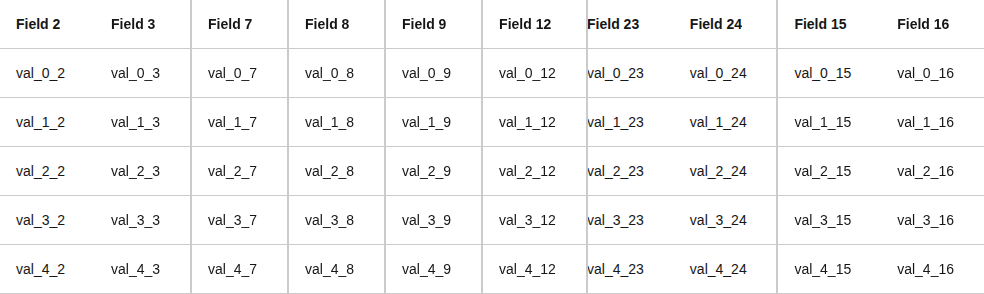 Field 2 Field 3 Field 7 Field 8 Field 9 Field 12 Field 23 Field 24 Field 15 Field 16
val_0_2 val_0_3 val_0_7 val_0_8 val_0_9 val_0_12 val_0_23 val_0_24 val_0_15 val_0_16
val_1_2 val_1_3 val_1_7 val_1_8 val_1_9 val_1_12 val_1_23 val_1_24 val_1_15 val_1_16
val_2_2 val_2_3 val_2_7 val_2_8 val_2_9 val_2_12 val_2_23 val_2_24 val_2_15 val_2_16
val_3_2 val_3_3 val_3_7 val_3_8 val_3_9 val_3_12 val_3_23 val_3_24 val_3_15 val_3_16
val_4_2 val_4_3 val_4_7 val_4_8 val_4_9 val_4_12 val_4_23 val_4_24 val_4_15 val_4_16